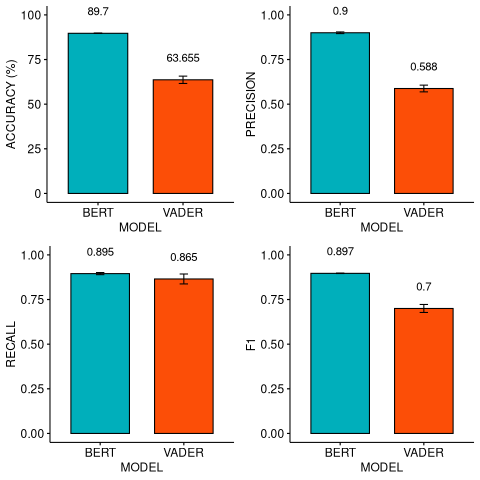 89.7
63.655
100
75
50
25
0
ACCURACY (%)
BERT VADER
MODEL
0.9
0.588
1.00
0.75
0.50
0.25
0.00
PRECISION
BERT VADER
MODEL
0.895
0.865
1.00
0.75
0.50
0.25
0.00
RECALL
BERT VADER
MODEL
0.897
0.7
1.00
0.75
0.50
0.25
0.00
F1
BERT VADER
MODEL